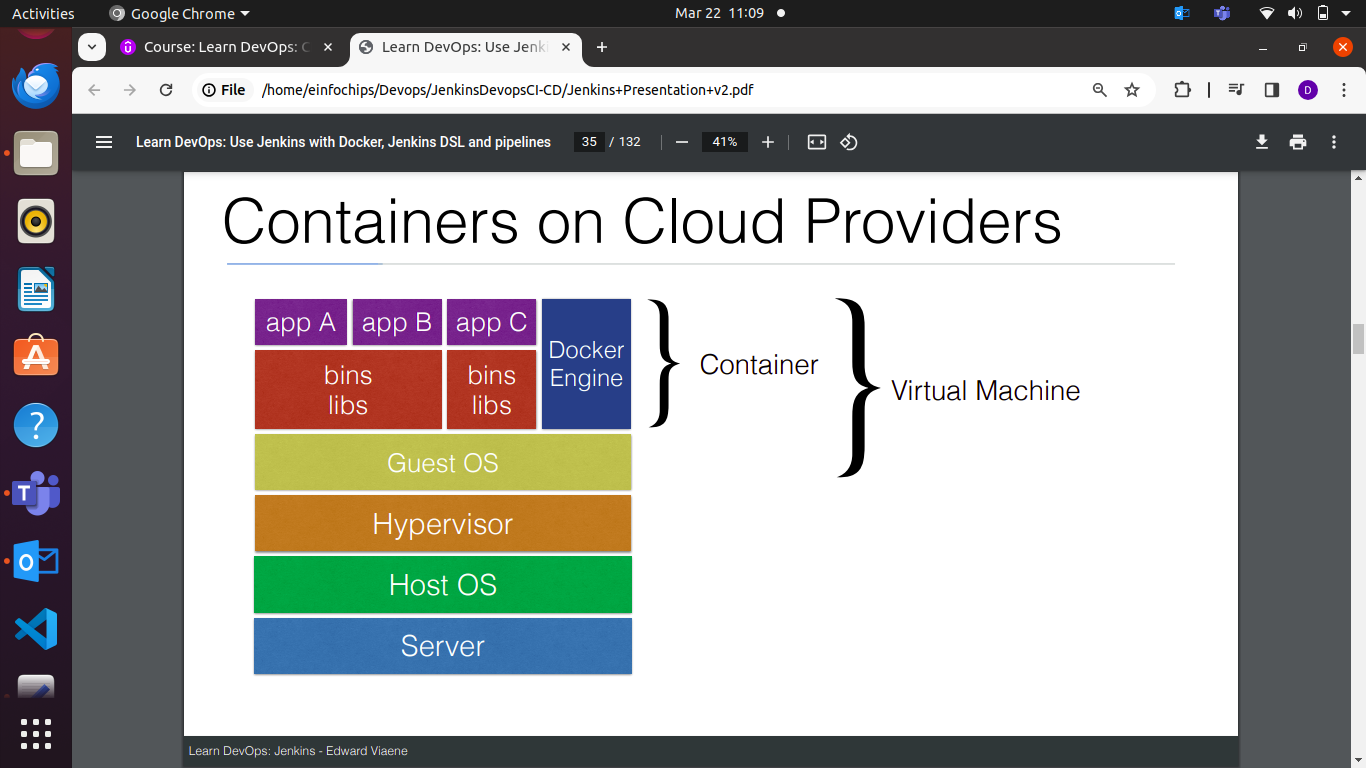 Activities
Google Chrome
Mar 22 11:09
Course: Learn DevOps: C
Learn DevOps: Use Jenki
File
/home/einfochips/Devops/JenkinsDevopsCI-CD/Jenkins+Presentation+v2.pdf
D
Learn DevOps: Use Jenkins with Docker, Jenkins DSL and pipelines
35 / 132
41%
Containers on Cloud Providers
app A
app B
app C
Docker
Engine
bins
libs
bins
libs
Container
Virtual Machine
Guest OS
Hypervisor
Host OS
Server
Learn DevOps: Jenkins - Edward Viaene